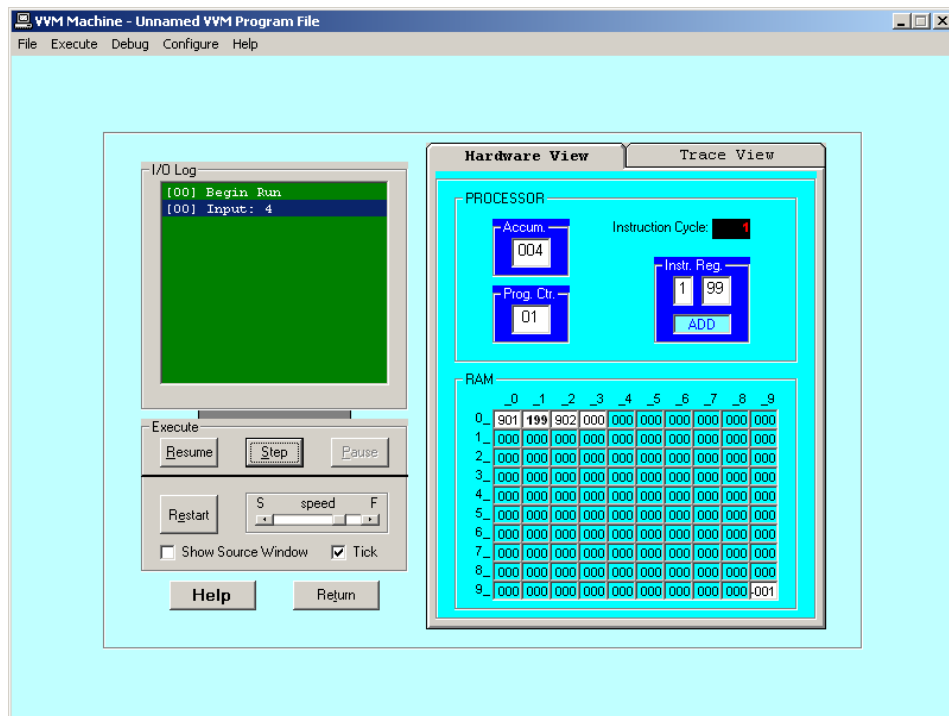 VVM Machine - Unnamed VVM Program File
File Execute Debug Configure Help
I/O Log
[00] Begin Run
[00] Input: 4
Execute
Resume Step Pause
Restart
S speed F
Show Source Window Tick
Help Return
Hardware View Trace View
PROCESSOR
Accum.
004
Instruction Cycle: 1
Prog. Ctr.
01
Instr. Reg.
1 99
ADD
RAM
_0 _1 _2 _3 _4 _5 _6 _7 _8 _9
0_ 901 199 902 000 000 000 000 000 000 000
1_ 000 000 000 000 000 000 000 000 000 000
2_ 000 000 000 000 000 000 000 000 000 000
3_ 000 000 000 000 000 000 000 000 000 000
4_ 000 000 000 000 000 000 000 000 000 000
5_ 000 000 000 000 000 000 000 000 000 000
6_ 000 000 000 000 000 000 000 000 000 000
7_ 000 000 000 000 000 000 000 000 000 000
8_ 000 000 000 000 000 000 000 000 000 000
9_ 000 000 000 000 000 000 000 000 000 -001